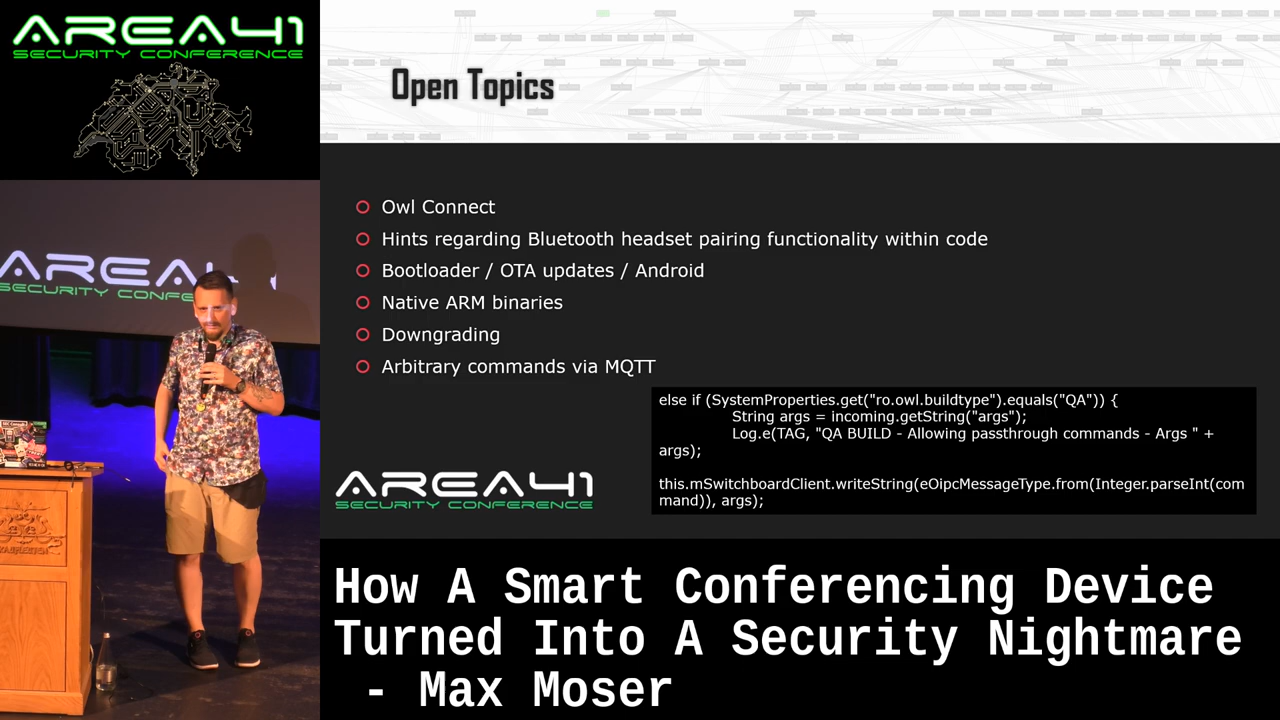 AREA41
SECURITY CONFERENCE
Open Topics
Owl Connect
Hints regarding Bluetooth headset pairing functionality within code
Bootloader / OTA updates / Android
Native ARM binaries
Downgrading
Arbitrary commands via MQTT
else if (SystemProperties.get("ro.owl.buildtype").equals("QA")) {
String args = incoming.getString("args");
Log.e(TAG, "QA BUILD - Allowing passthrough commands - Args " +
args);
this.mSwitchboardClient.writeString(eOipcMessageType.from(Integer.parseInt(com
mand)), args);
AREA41
SECURITY CONFERENCE
AREA4
SECURITY CONFE
How A Smart Conferencing Device
Turned Into A Security Nightmare
- Max Moser